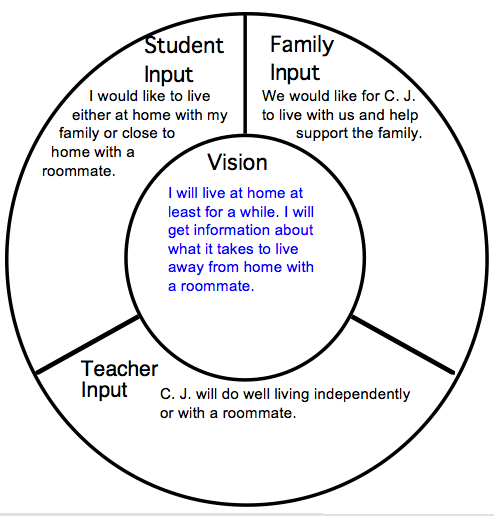 Student
Input
I would like to live
either at home with my
family or close to
home with a
roommate.
Family
Input
We would like for C. J.
to live with us and help
support the family.
Vision
I will live at home at
least for a while. I will
get information about
what it takes to live
away from home with
a roommate.
Teacher
Input
C. J. will do well living independently
or with a roommate.